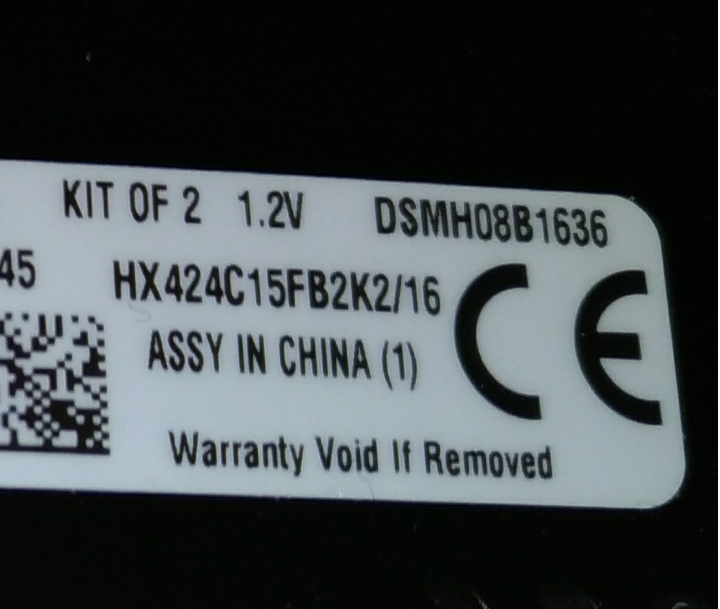 KIT OF 2 1.2V DSMH08B1636
45 HX424C15FB2K2/16 CE
ASSY IN CHINA (1)
Warranty Void If Removed